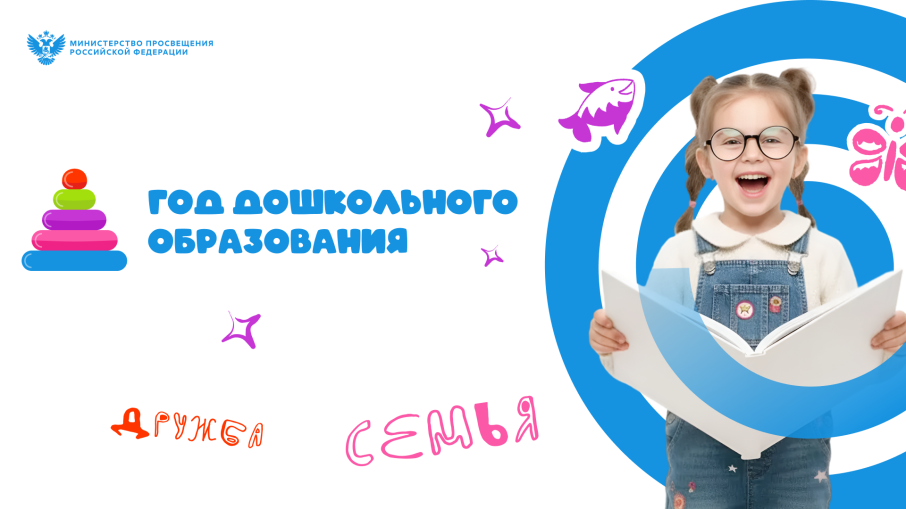 МИНИСТЕРСТВО ПРОСВЕЩЕНИЯ
РОССИЙСКОЙ ФЕДЕРАЦИИ
ГОД ДОШКОЛЬНОГО
ОБРАЗОВАНИЯ
ДРУЖБА
СЕМЬЯ